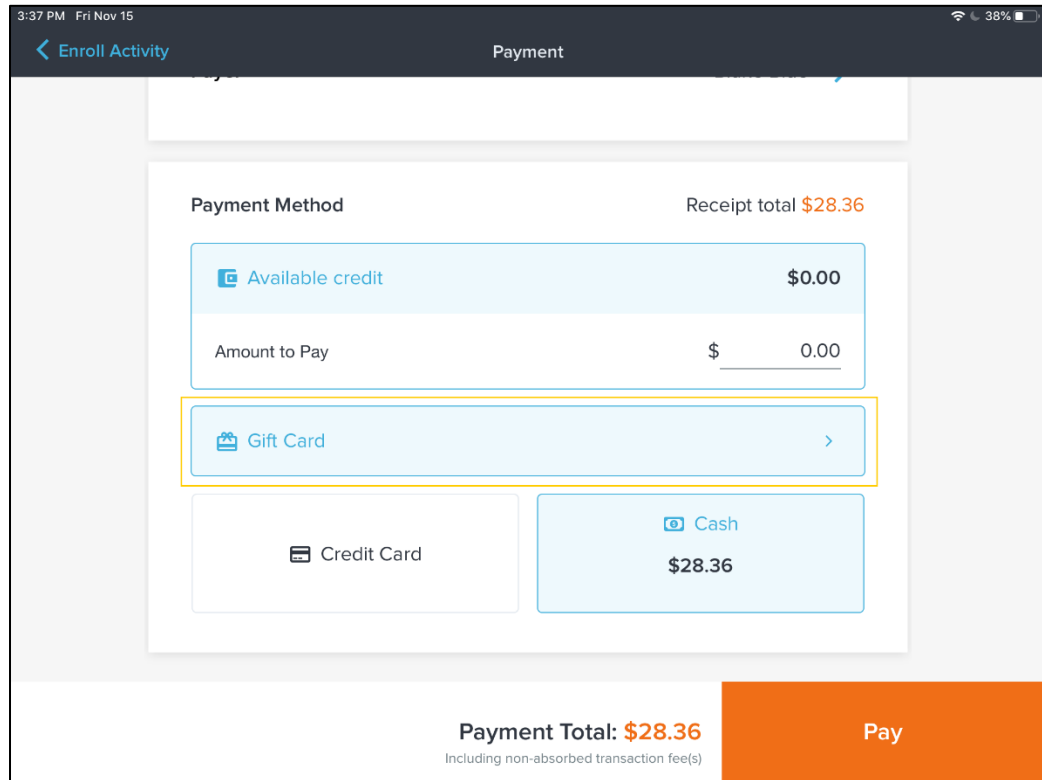 3:37 PM Fri Nov 15 38%
Enroll Activity Payment
Payment Method Receipt total $28.36
Available credit $0.00
Amount to Pay $ 0.00
Gift Card
Credit Card
Cash
$28.36
Payment Total: $28.36
Including non-absorbed transaction fee(s)
Pay